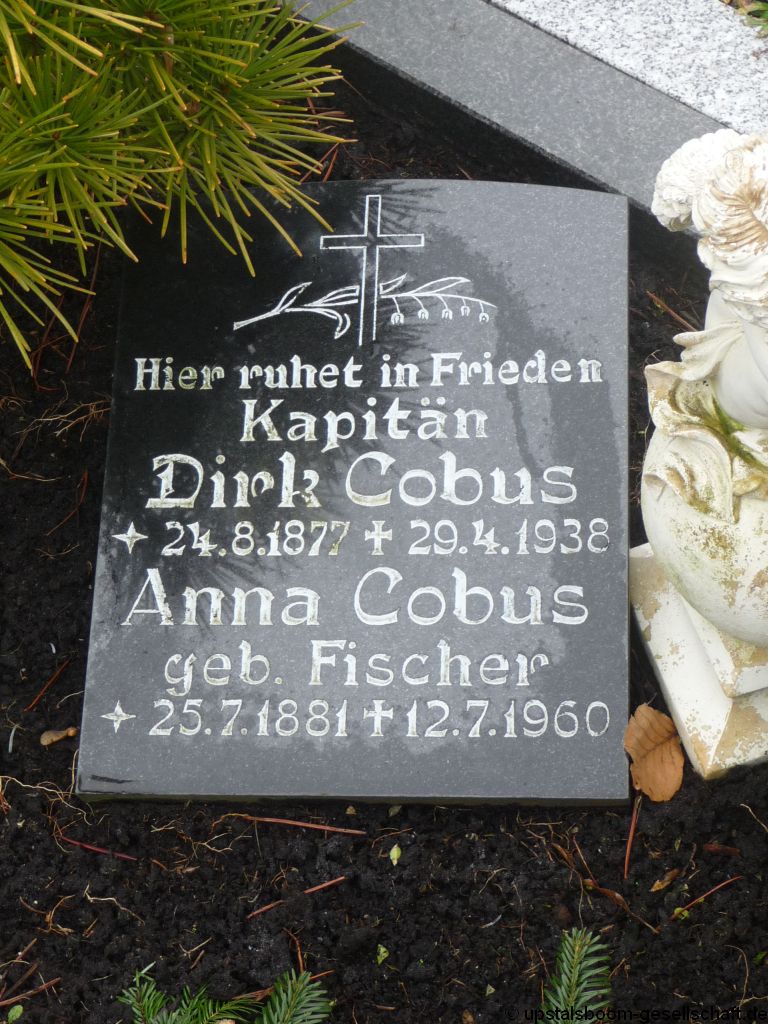 Hier ruhet in Frieden
Kapitän
Dirk Cobus
24.8.1877 29.4.1938
Anna Cobus
geb. Fischer
25.7.1881 12.7.1960
© upstalsboom-gesellschaft.de